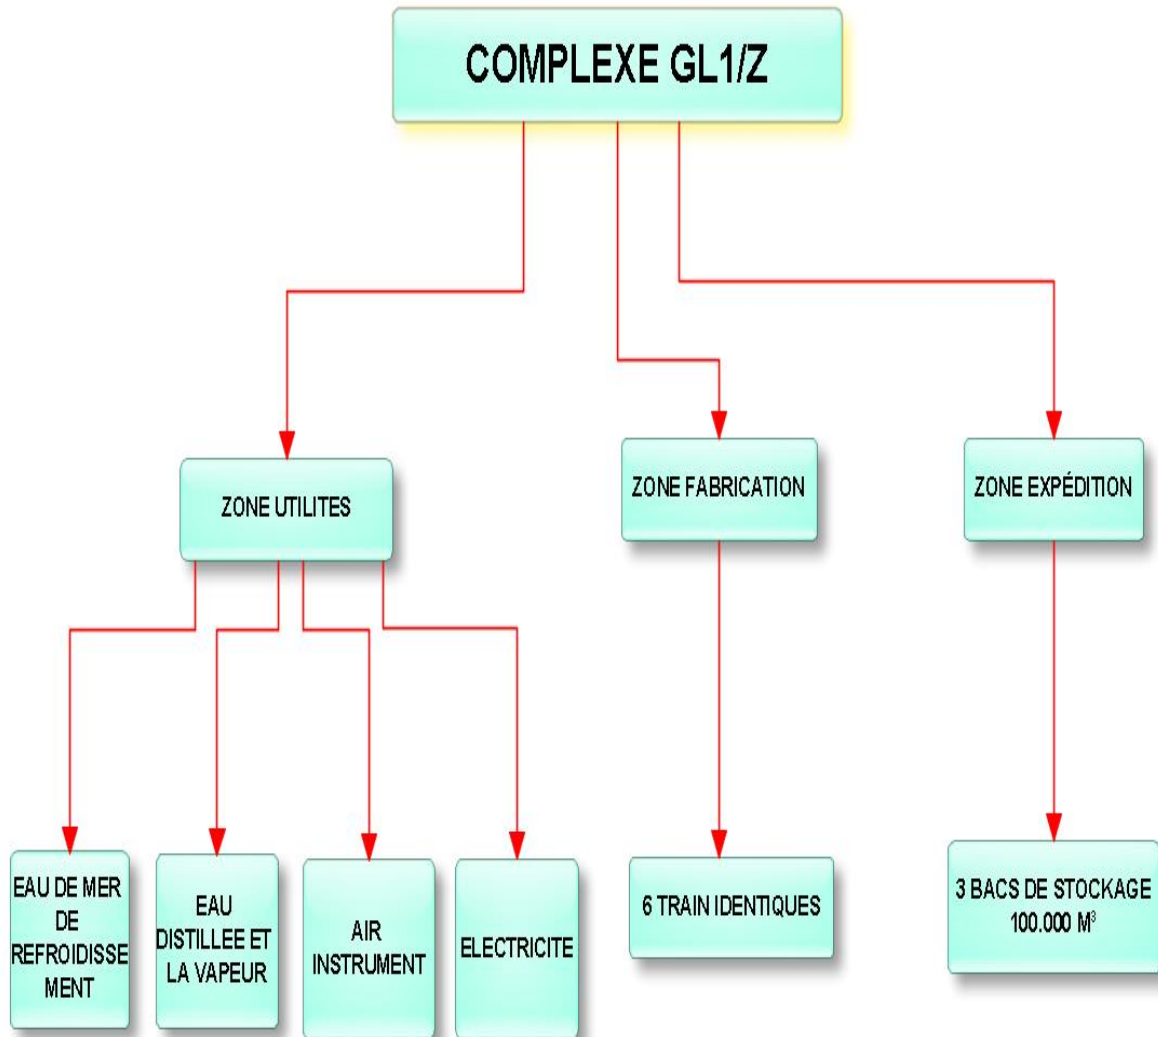 COMPLEXE GL1/Z
ZONE UTILITES
ZONE FABRICATION
ZONE EXPÉDITION
EAU DE MER
DE
REFROIDISSE
MENT
EAU
DISTILLEE ET
LA VAPEUR
AIR
INSTRUMENT
ELECTRICITE
6 TRAIN IDENTIQUES
3 BACS DE STOCKAGE
100.000 M³